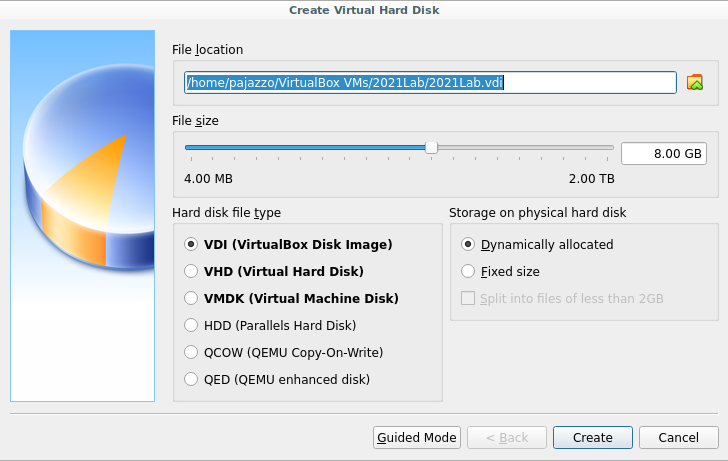 Create Virtual Hard Disk
File location
/home/pajazzo/VirtualBox VMs/2021Lab/2021Lab.vdi
File size
8.00 GB
4.00 MB
2.00 TB
Hard disk file type
VDI (VirtualBox Disk Image)
VHD (Virtual Hard Disk)
VMDK (Virtual Machine Disk)
HDD (Parallels Hard Disk)
QCOW (QEMU Copy-On-Write)
QED (QEMU enhanced disk)
Storage on physical hard disk
Dynamically allocated
Fixed size
Split into files of less than 2GB
Guided Mode
< Back
Create
Cancel